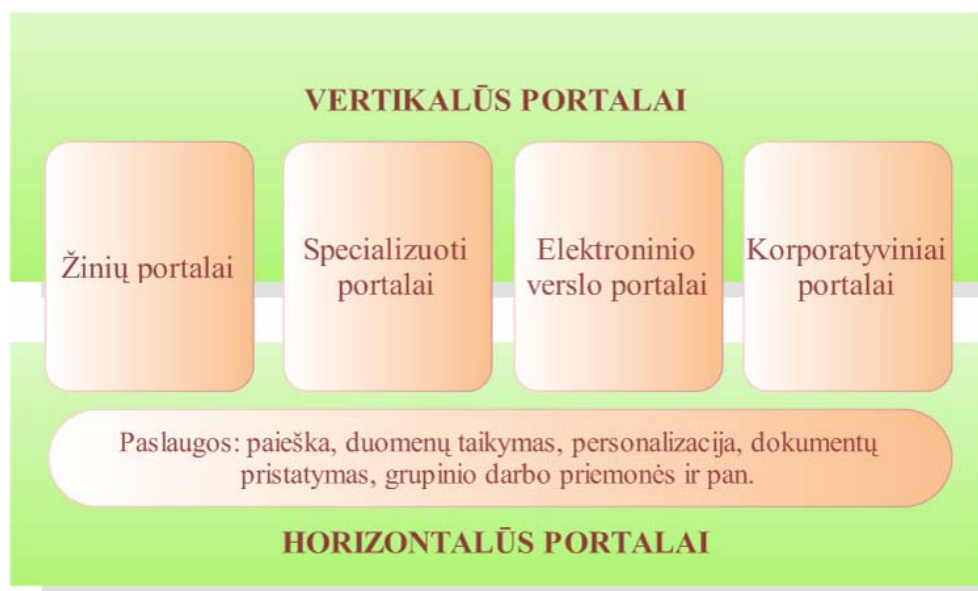 VERTIKALŪS PORTALAI
Žinių portalai
Specializuoti
portalai
Elektroninio
verslo portalai
Korporatyviniai
portalai
Paslaugos: paieška, duomenų taikymas, personalizacija, dokumentų
pristatymas, grupinio darbo priemonės ir pan.
HORIZONTALŪS PORTALAI